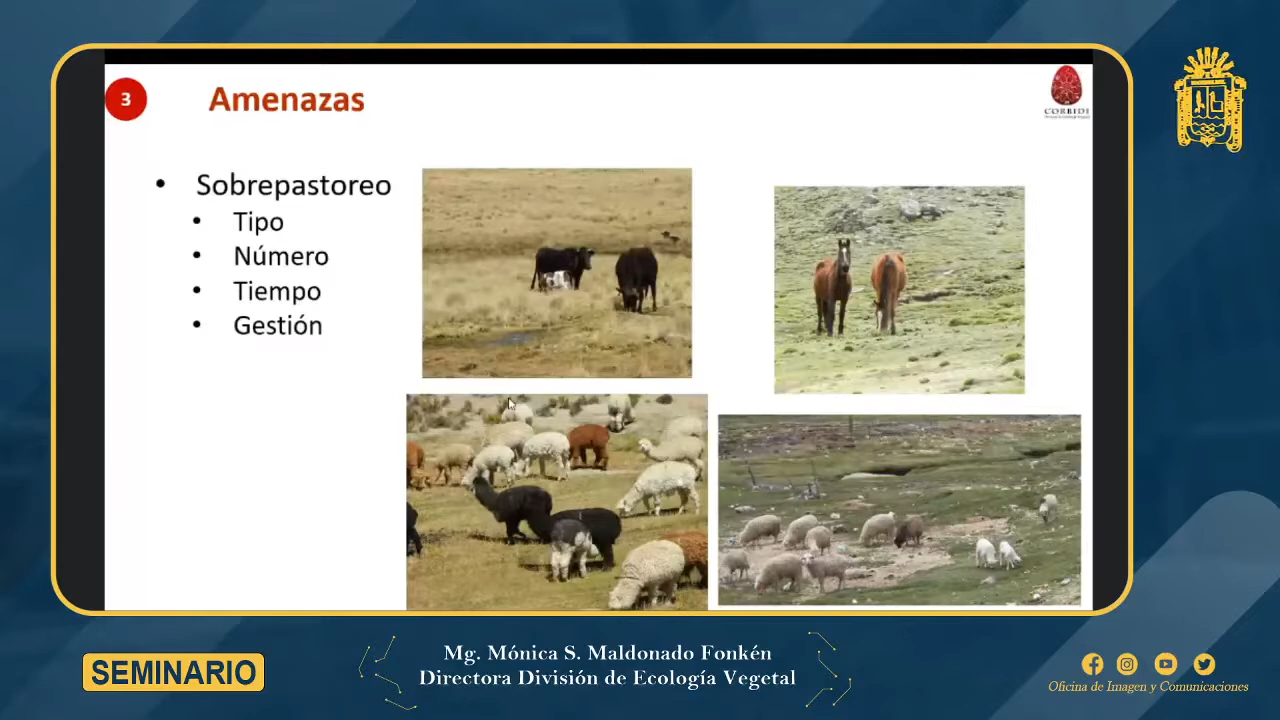 3
Amenazas
CORBIDI
• Sobrepastoreo
• Tipo
• Número
• Tiempo
• Gestión
SEMINARIO
Mg. Mónica S. Maldonado Fonkén
Directora División de Ecología Vegetal
Oficina de Imagen y Comunicaciones